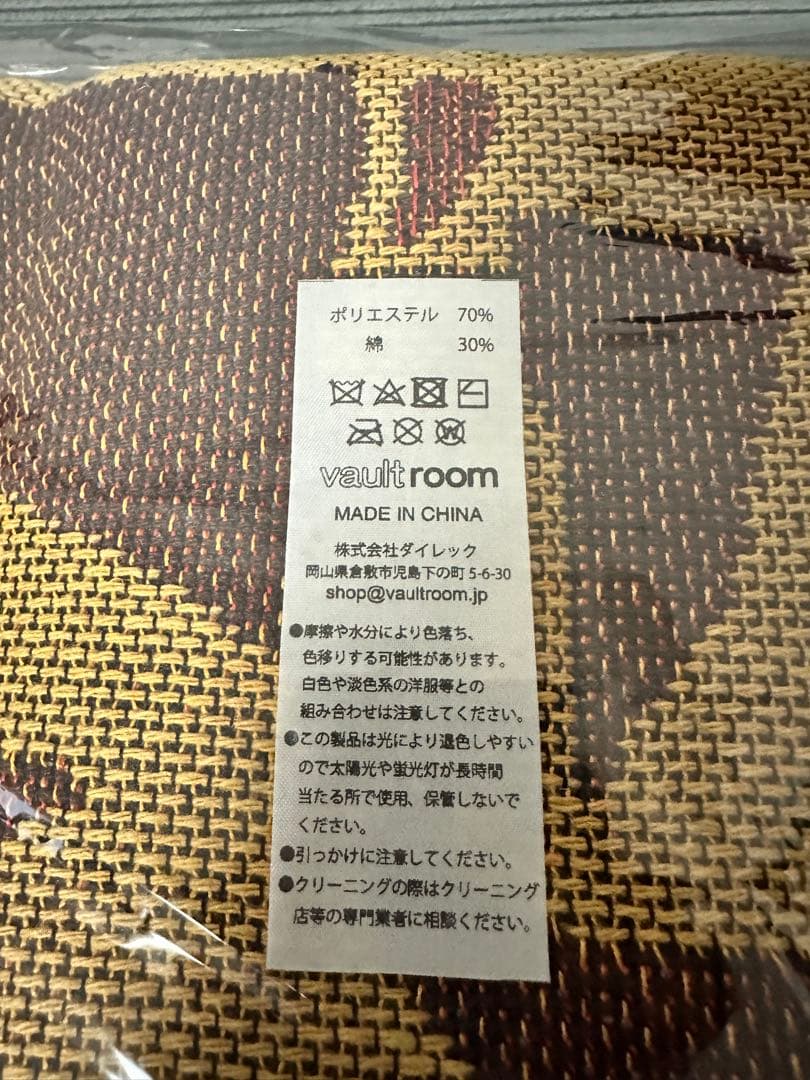 ポリエステル 70%
綿 30%
vaultroom
MADE IN CHINA
株式会社ダイレック
岡山県倉敷市児島下の町 5-6-30
shop@vaultroom.jp
●摩擦や水分により色落ち、
色移りする可能性があります。
白色や淡色系の洋服等との
組み合わせは注意してください。
●この製品は光により退色しやすい
ので太陽光や蛍光灯が長時間
当たる所で使用、保管しないで
ください。
●引っかけに注意してください。
●クリーニングの際はクリーニング
店等の専門業者に相談ください。